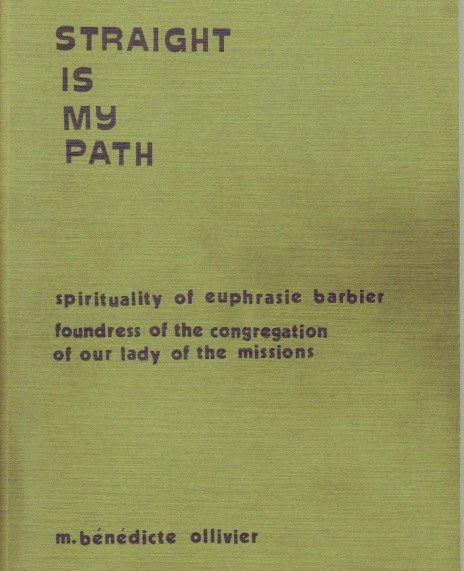 STRAIGHT
IS
MY
PATH
spirituality of euphrasie barbier
foundress of the congregation
of our lady of the missions
m.bénédicte ollivier